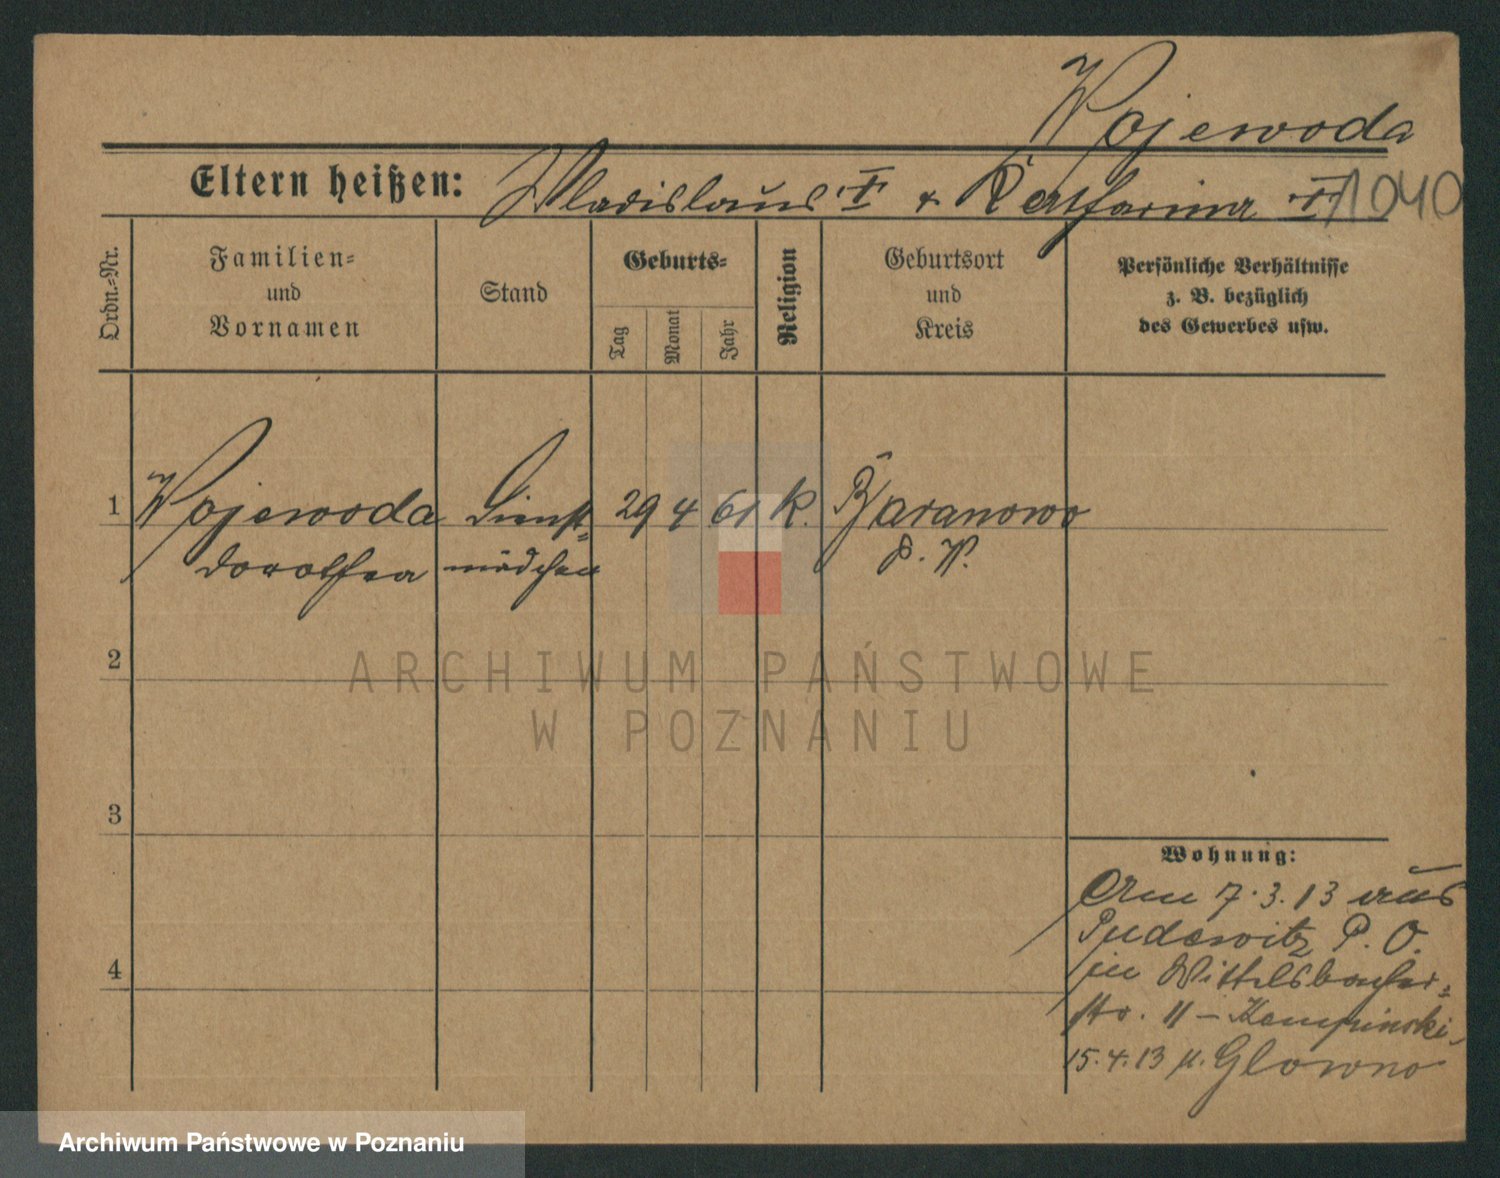 Wojewoda
Eltern heißen: Wladislaus † & Katharina †
1040
Ordn.-Nr.
Familien-
und
Vornamen
Stand
Geburts-
Tag
Monat
Jahr
Religion
Geburtsort
und
Kreis
Persönliche Verhältnisse
z. B. bezüglich
des Gewerbes usw.
1 Wojewoda Dienst- 29 4 61 K. Baranowo
Dorothea mädchen P. W.
2
3
4
Wohnung:
Am 7.3.13 aus
Pudewitz P. O.
in Wittelsbacher-
str. 11 – Kempinski
15.4.13 n. Glowno
ARCHIWUM PAŃSTWOWE
W POZNANIU
Archiwum Państwowe w Poznaniu